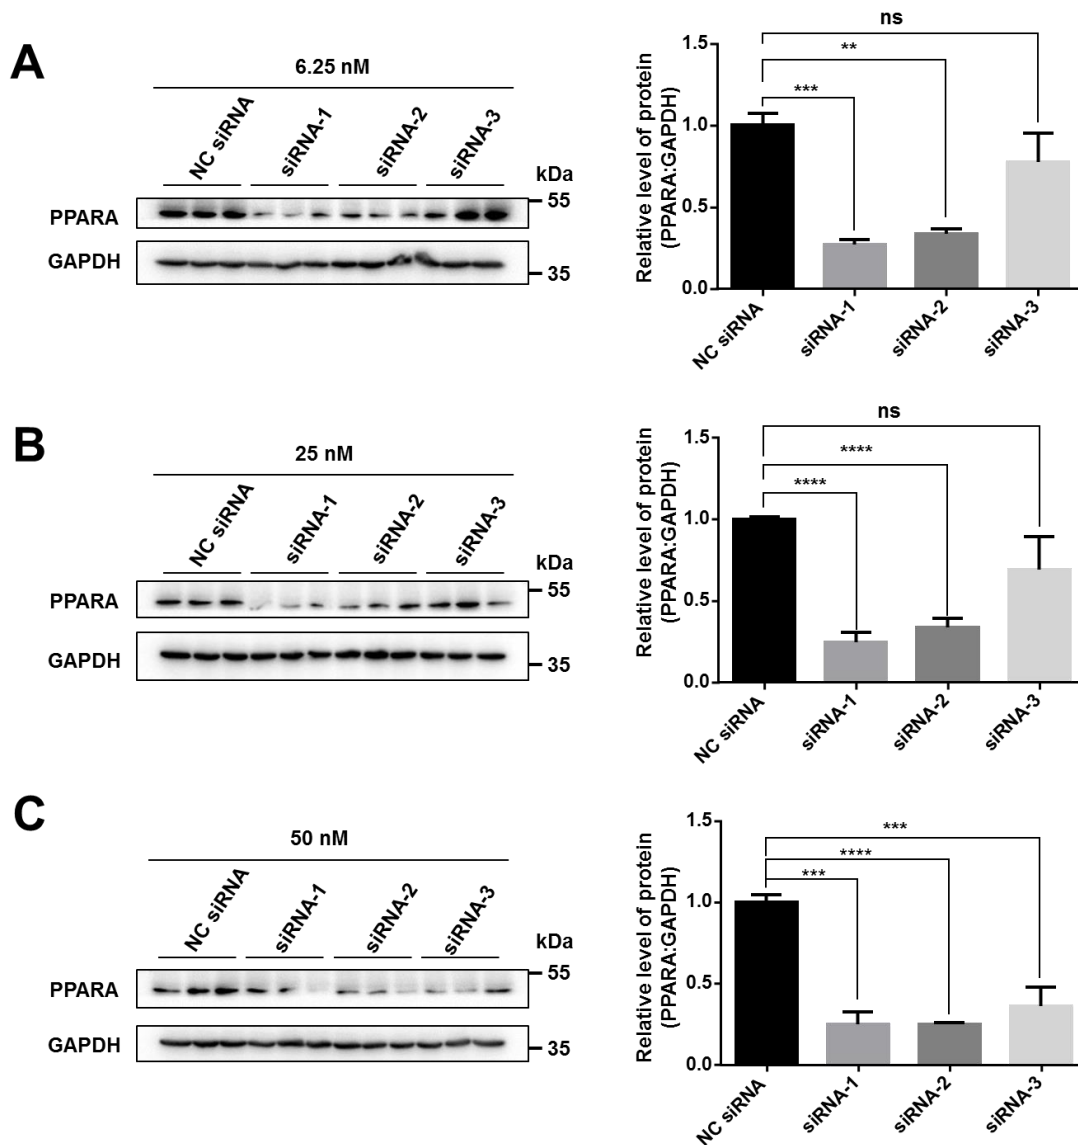 A
6.25 nM
NC siRNA
siRNA-1
siRNA-2
siRNA-3
kDa
PPARA
55
GAPDH
35
Relative level of protein
(PPARA:GAPDH)
1.5
1.0
0.5
0.0
ns
**
***
NC siRNA
siRNA-1
siRNA-2
siRNA-3
B
25 nM
NC siRNA
siRNA-1
siRNA-2
siRNA-3
kDa
PPARA
55
GAPDH
35
Relative level of protein
(PPARA:GAPDH)
1.5
1.0
0.5
0.0
ns
****
****
NC siRNA
siRNA-1
siRNA-2
siRNA-3
C
50 nM
NC siRNA
siRNA-1
siRNA-2
siRNA-3
kDa
PPARA
55
GAPDH
35
Relative level of protein
(PPARA:GAPDH)
1.5
1.0
0.5
0.0
***
****
***
NC siRNA
siRNA-1
siRNA-2
siRNA-3